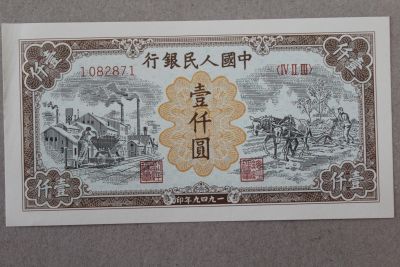 行銀民人國中
1082871
〈IV II III〉
壹仟圓
壹仟
壹仟
仟壹
仟壹
印年九四九一